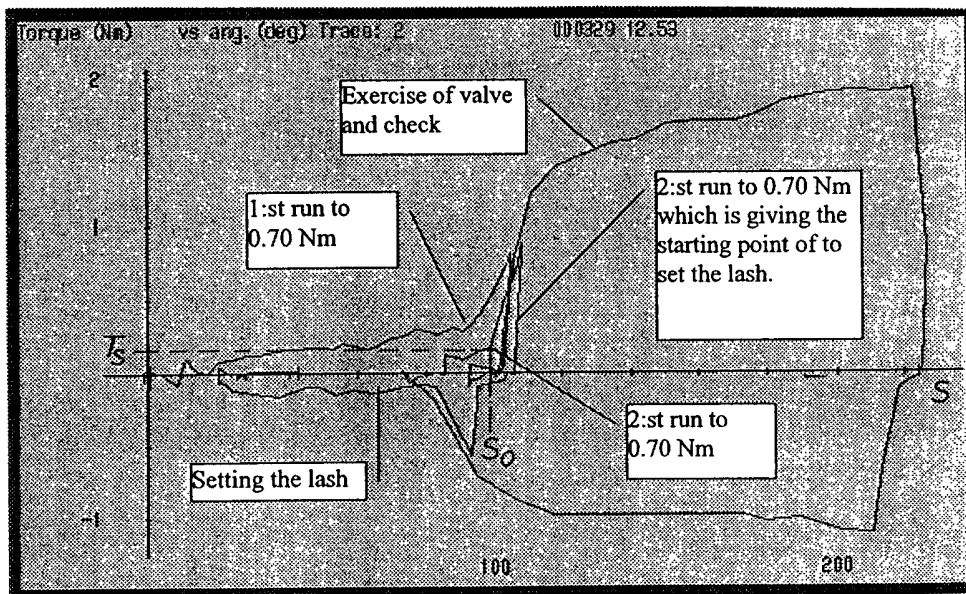 Torque (Nm) vs ang. (deg) Trace: 2 000329 12.53
2
Exercise of valve
and check
1:st run to
0.70 Nm
2:st run to 0.70 Nm
which is giving the
starting point of to
set the lash.
1
Ts
S
So
2:st run to
0.70 Nm
Setting the lash
-1
100 200